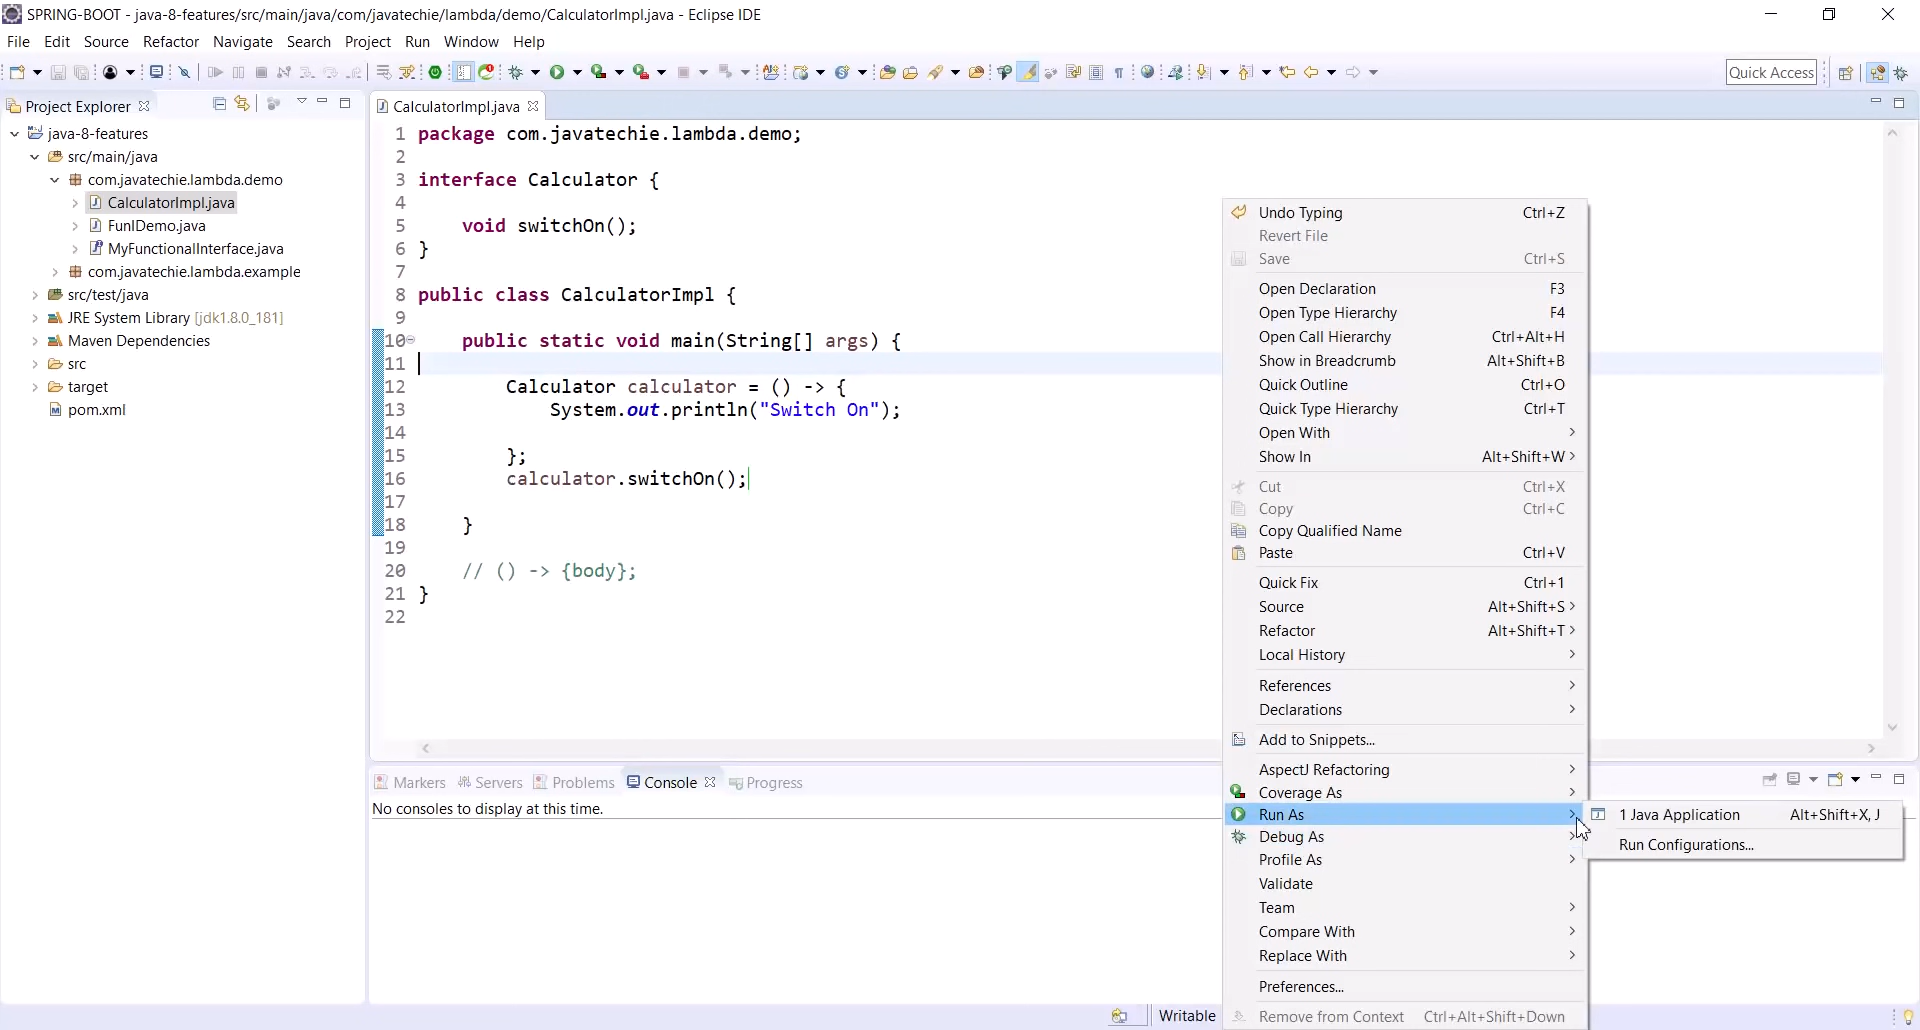 SPRING-BOOT - java-8-features/src/main/java/com/javatechie/lambda/demo/CalculatorImpl.java - Eclipse IDE
File Edit Source Refactor Navigate Search Project Run Window Help
Quick Access
Project Explorer
java-8-features
src/main/java
com.javatechie.lambda.demo
CalculatorImpl.java
FunIDemo.java
MyFunctionalInterface.java
com.javatechie.lambda.example
src/test/java
JRE System Library [jdk1.8.0_181]
Maven Dependencies
src
target
pom.xml
CalculatorImpl.java
1 package com.javatechie.lambda.demo;
2
3 interface Calculator {
4
5 void switchOn();
6 }
7
8 public class CalculatorImpl {
9
10 public static void main(String[] args) {
11
12 Calculator calculator = () -> {
13 System.out.println("Switch On");
14
15 };
16 calculator.switchOn();
17
18 }
19
20 // () -> {body};
21 }
22
Markers Servers Problems Console Progress
No consoles to display at this time.
Undo Typing Ctrl+Z
Revert File
Save Ctrl+S
Open Declaration F3
Open Type Hierarchy F4
Open Call Hierarchy Ctrl+Alt+H
Show in Breadcrumb Alt+Shift+B
Quick Outline Ctrl+O
Quick Type Hierarchy Ctrl+T
Open With
Show In Alt+Shift+W
Cut Ctrl+X
Copy Ctrl+C
Copy Qualified Name
Paste Ctrl+V
Quick Fix Ctrl+1
Source Alt+Shift+S
Refactor Alt+Shift+T
Local History
References
Declarations
Add to Snippets...
AspectJ Refactoring
Coverage As
Run As
Debug As
Profile As
Validate
Team
Compare With
Replace With
Preferences...
Remove from Context Ctrl+Alt+Shift+Down
1 Java Application Alt+Shift+X, J
Run Configurations...
Writable